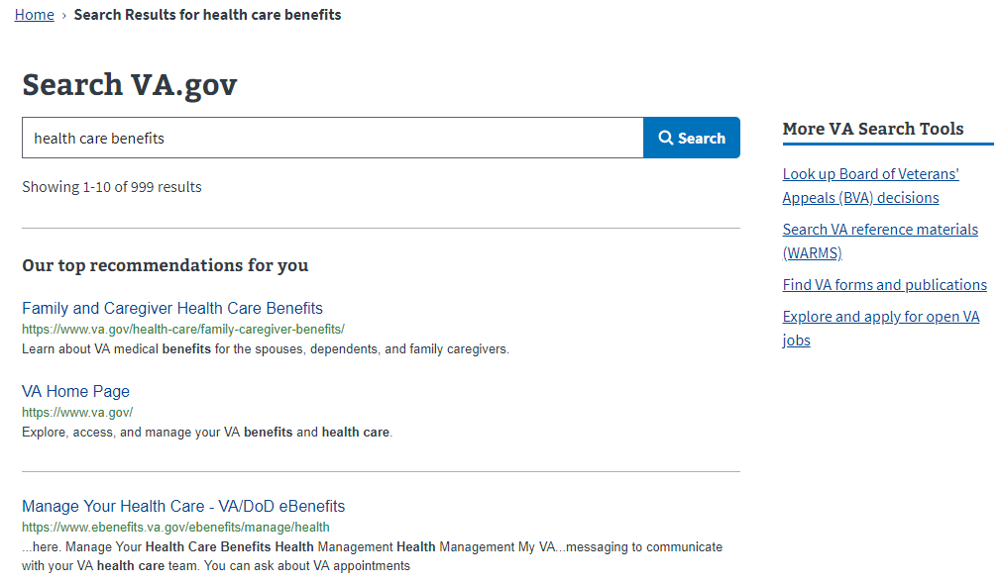 Home › Search Results for health care benefits
Search VA.gov
health care benefits
Search
Showing 1-10 of 999 results
Our top recommendations for you
Family and Caregiver Health Care Benefits
https://www.va.gov/health-care/family-caregiver-benefits/
Learn about VA medical benefits for the spouses, dependents, and family caregivers.
VA Home Page
https://www.va.gov/
Explore, access, and manage your VA benefits and health care.
Manage Your Health Care - VA/DoD eBenefits
https://www.ebenefits.va.gov/ebenefits/manage/health
...here. Manage Your Health Care Benefits Health Management Health Management My VA...messaging to communicate
with your VA health care team. You can ask about VA appointments
More VA Search Tools
Look up Board of Veterans'
Appeals (BVA) decisions
Search VA reference materials
(WARMS)
Find VA forms and publications
Explore and apply for open VA
jobs